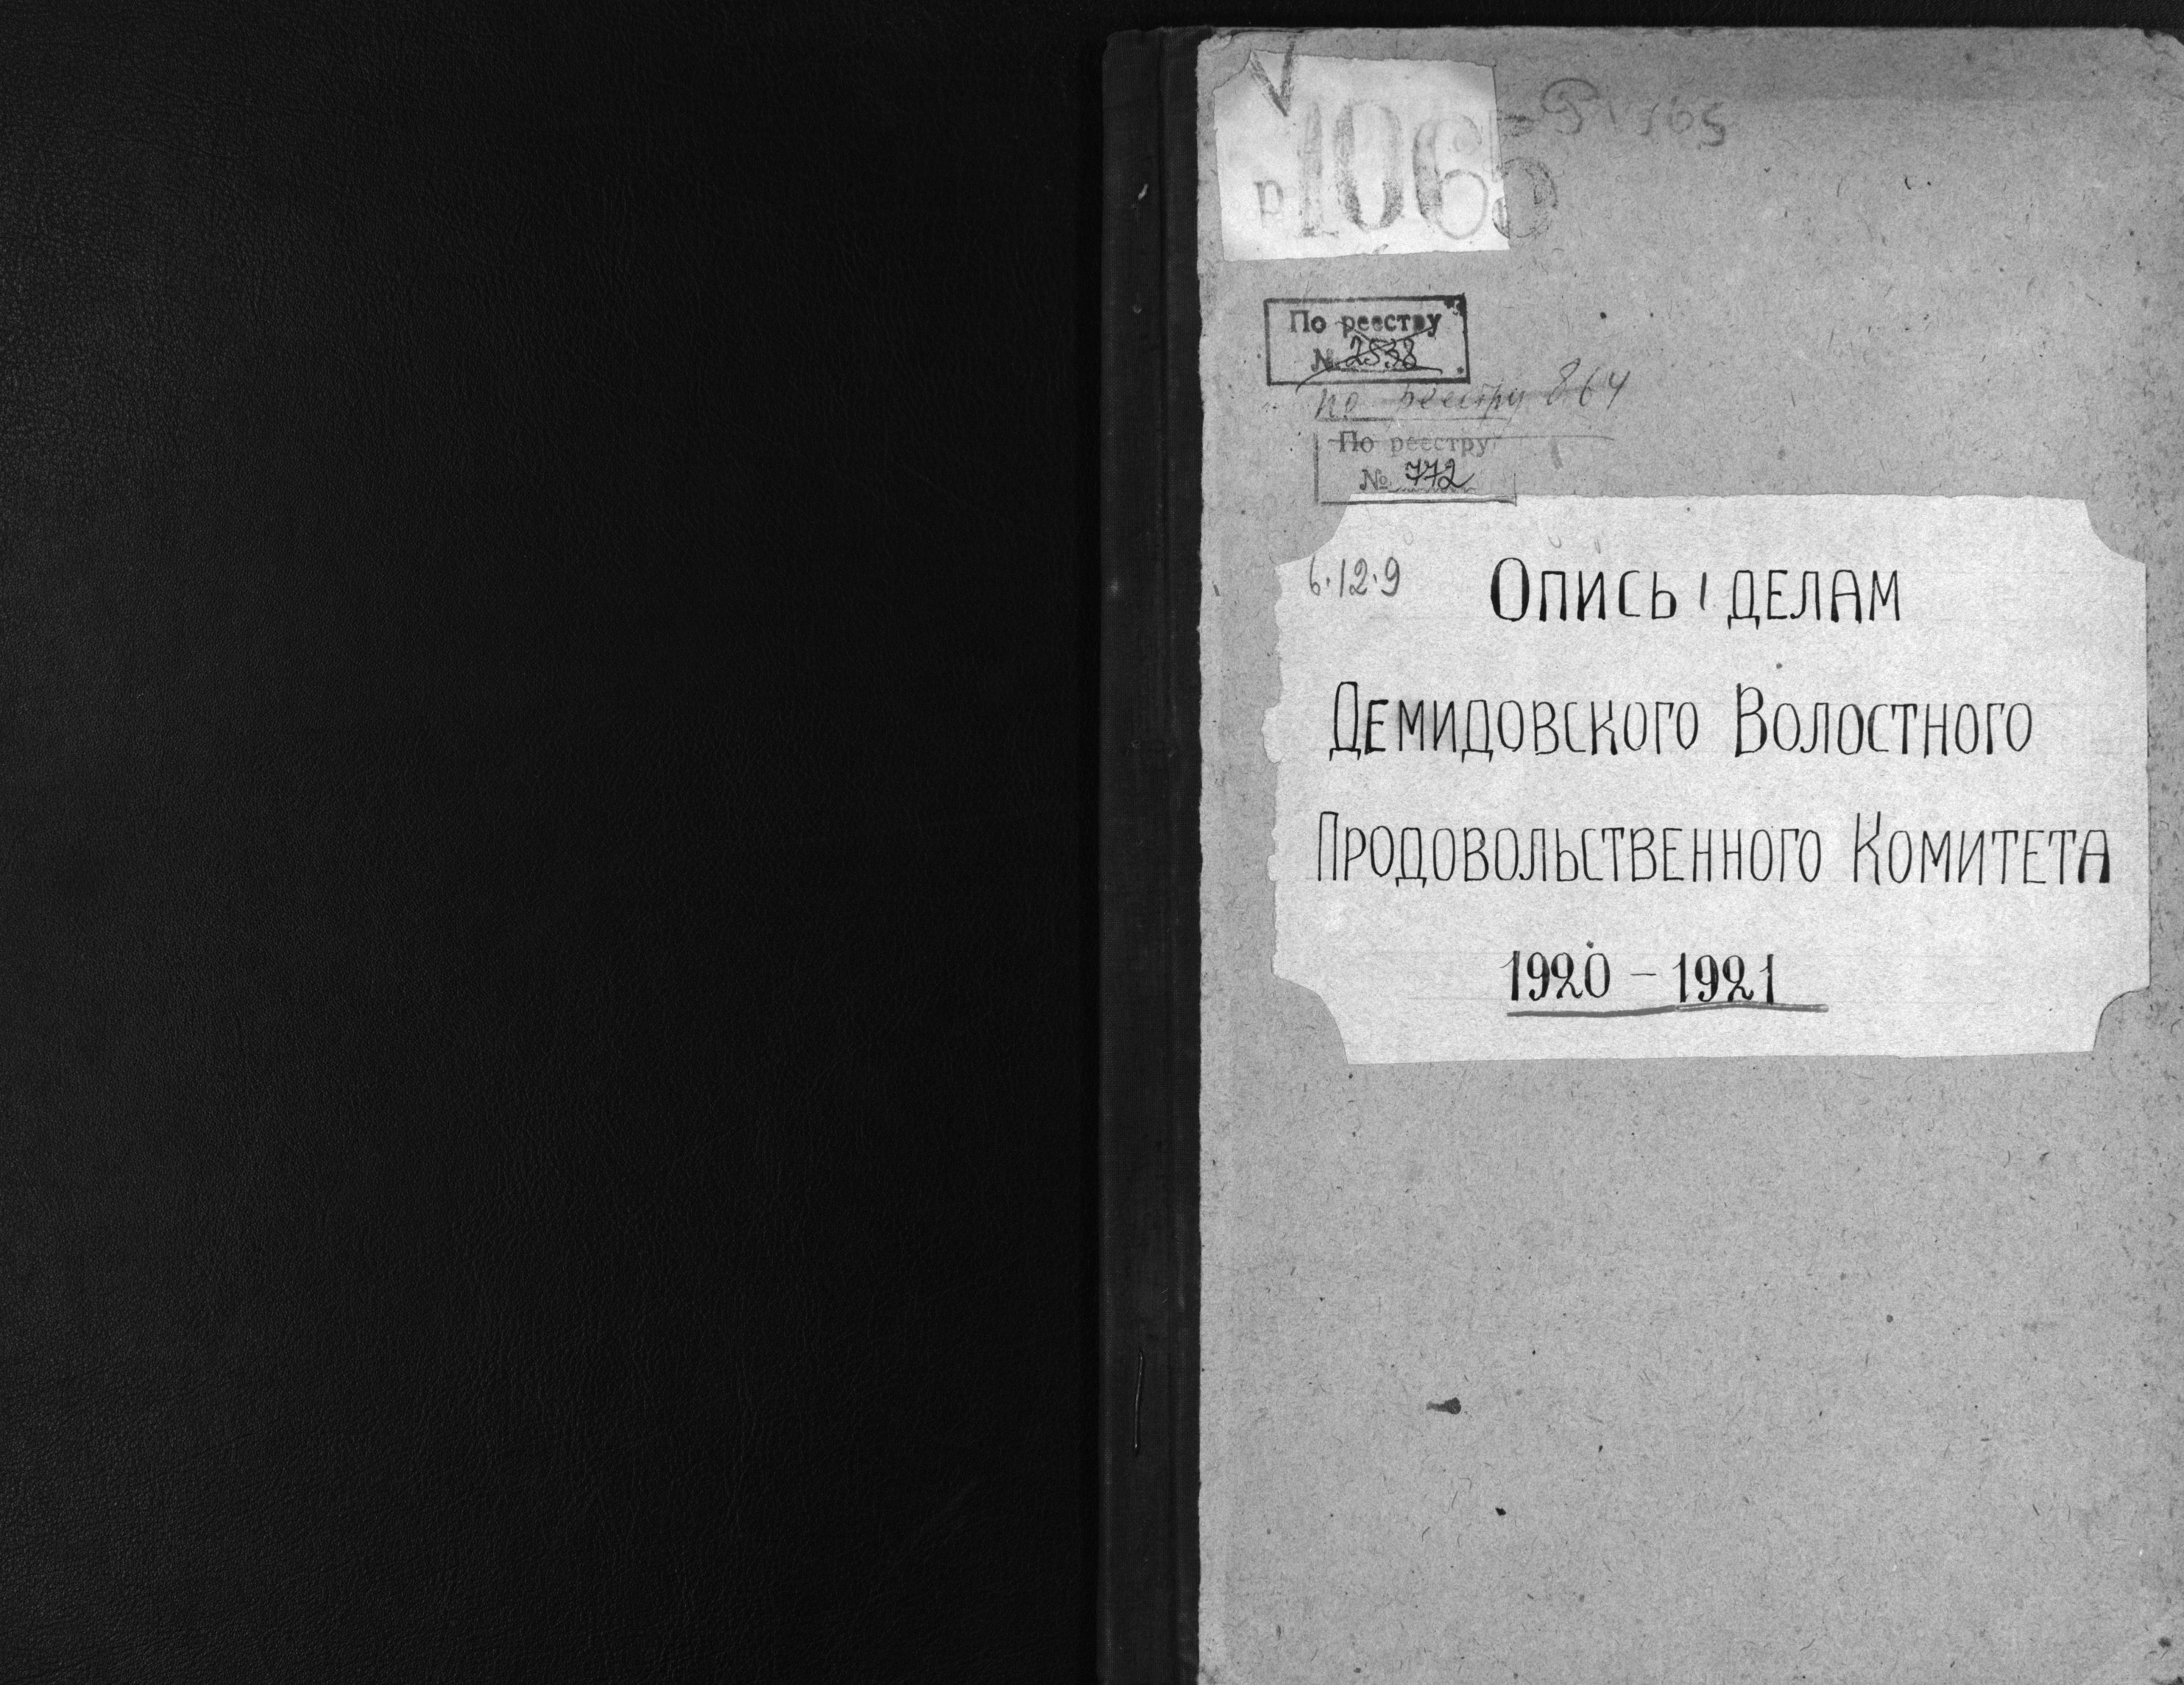 По реестру
№ 2538
по реестру 864
По реестру
№ 772
6.12.9
Опись 1 делам
Демидовского Волостного
Продовольственного Комитета
1920 - 1921